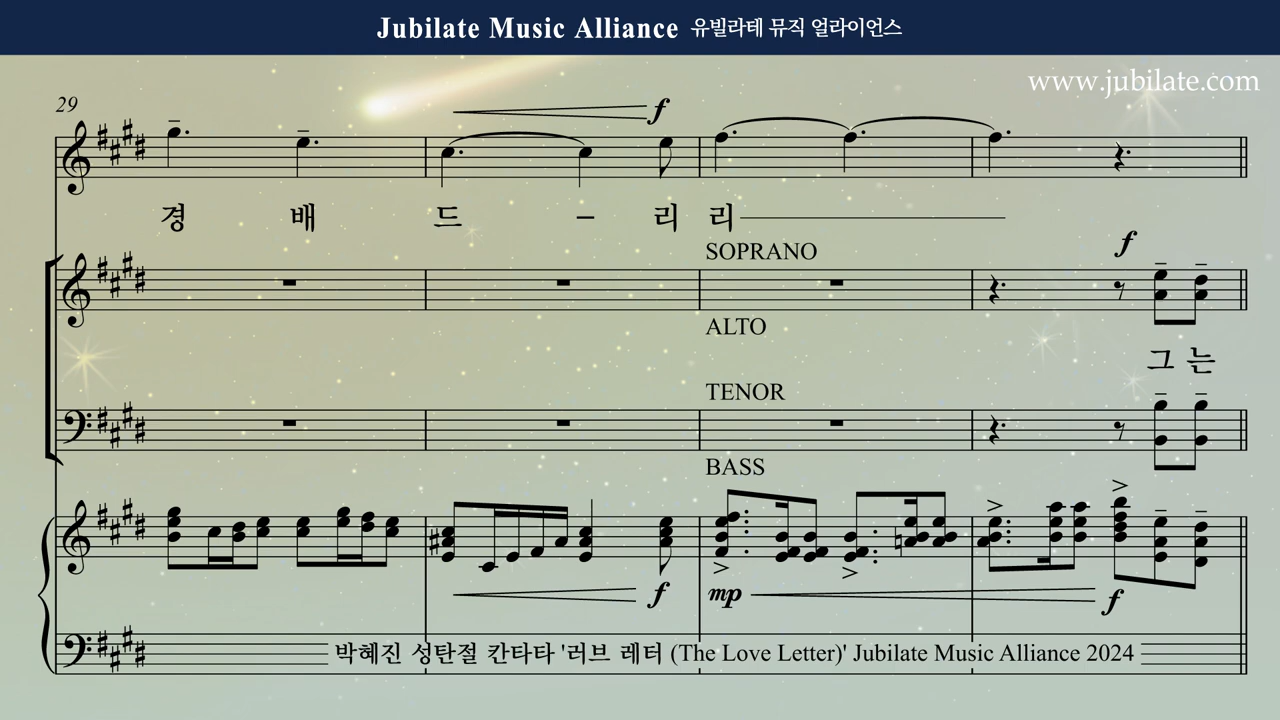 Jubilate Music Alliance 유빌라테 뮤직 얼라이언스
www.jubilate.com
29
f
경 배 드 – 리 리
SOPRANO
f
ALTO
그 는
TENOR
BASS
f mp f
박혜진 성탄절 칸타타 '러브 레터 (The Love Letter)' Jubilate Music Alliance 2024